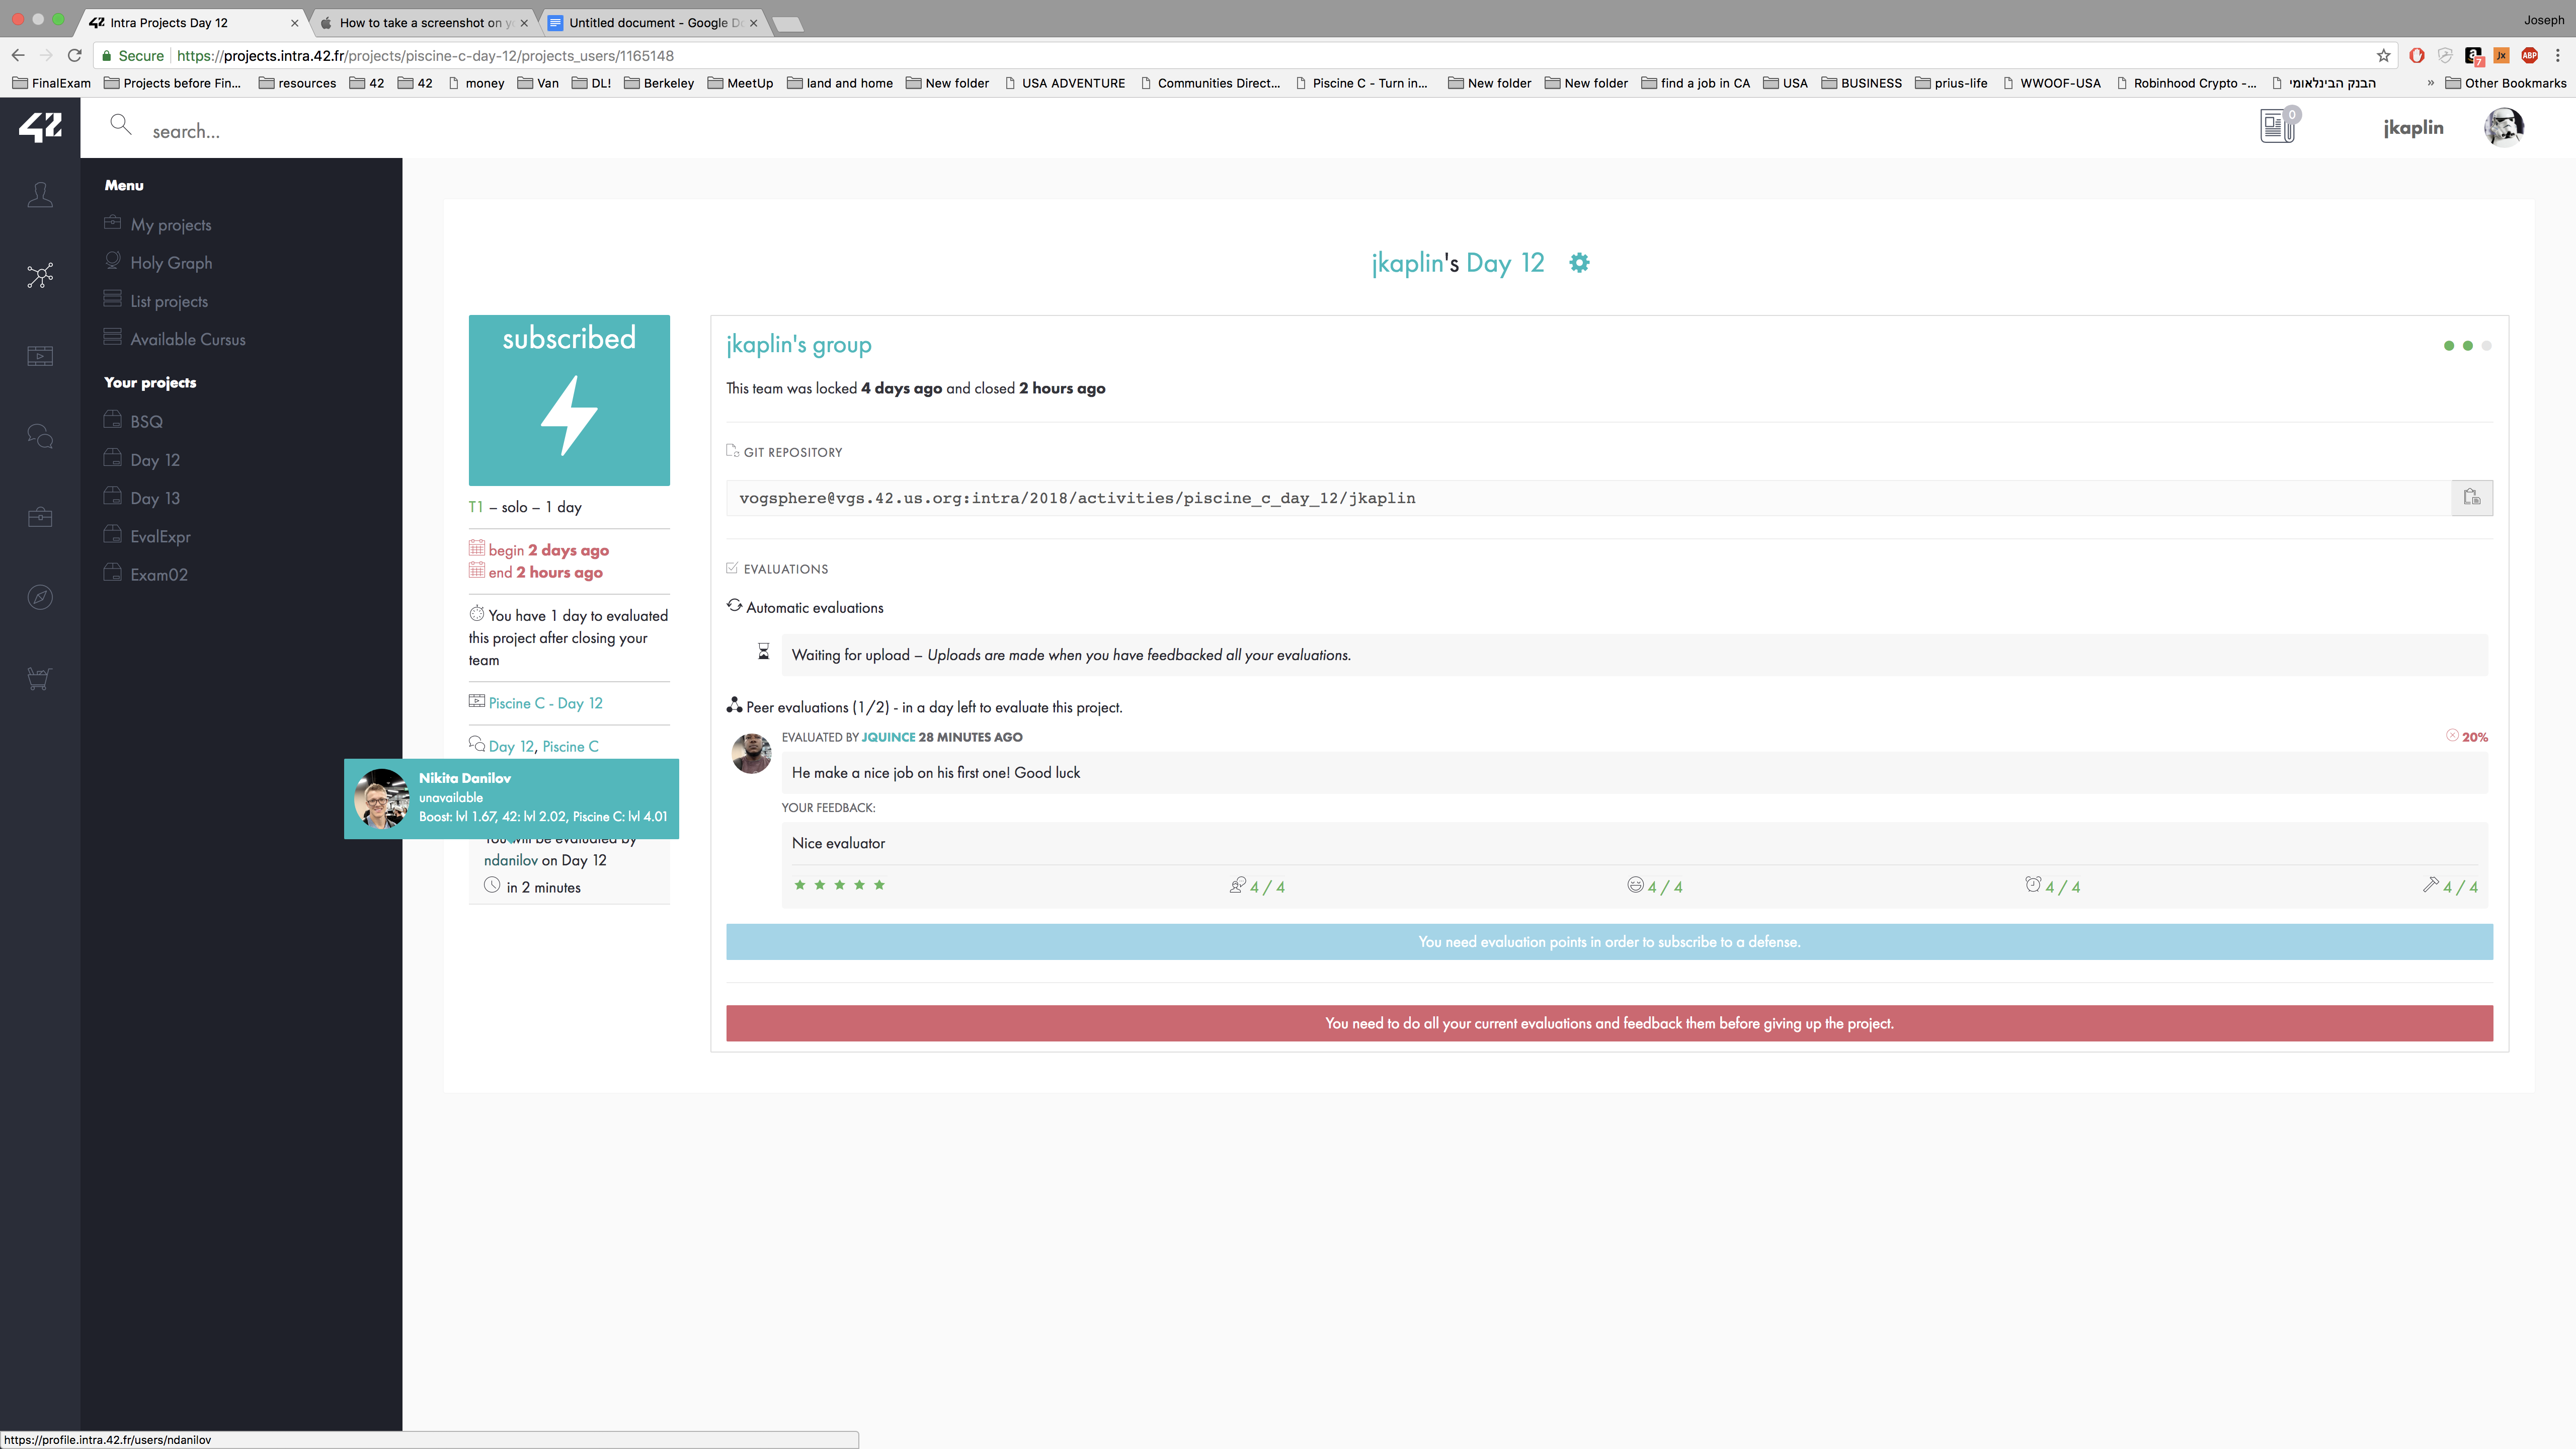 Intra Projects Day 12
How to take a screenshot on y
Untitled document - Google D
Joseph
Secure https://projects.intra.42.fr/projects/piscine-c-day-12/projects_users/1165148
FinalExam Projects before Fin... resources 42 42 money Van DL! Berkeley MeetUp land and home New folder USA ADVENTURE Communities Direct... Piscine C - Turn in... New folder New folder find a job in CA USA BUSINESS prius-life WWOOF-USA Robinhood Crypto -... הבנק הבינלאומי » Other Bookmarks
42
search...
0
jkaplin
Menu
My projects
Holy Graph
List projects
Available Cursus
Your projects
BSQ
Day 12
Day 13
EvalExpr
Exam02
jkaplin's Day 12
subscribed
T1 – solo – 1 day
begin 2 days ago
end 2 hours ago
You have 1 day to evaluated
this project after closing your
team
Piscine C - Day 12
Day 12, Piscine C
Nikita Danilov
unavailable
Boost: lvl 1.67, 42: lvl 2.02, Piscine C: lvl 4.01
You will be evaluated by
ndanilov on Day 12
in 2 minutes
jkaplin's group
This team was locked 4 days ago and closed 2 hours ago
GIT REPOSITORY
vogsphere@vgs.42.us.org:intra/2018/activities/piscine_c_day_12/jkaplin
EVALUATIONS
Automatic evaluations
Waiting for upload – Uploads are made when you have feedbacked all your evaluations.
Peer evaluations (1/2) - in a day left to evaluate this project.
EVALUATED BY JQUINCE 28 MINUTES AGO
20%
He make a nice job on his first one! Good luck
YOUR FEEDBACK:
Nice evaluator
4 / 4 4 / 4 4 / 4 4 / 4
You need evaluation points in order to subscribe to a defense.
You need to do all your current evaluations and feedback them before giving up the project.
https://profile.intra.42.fr/users/ndanilov